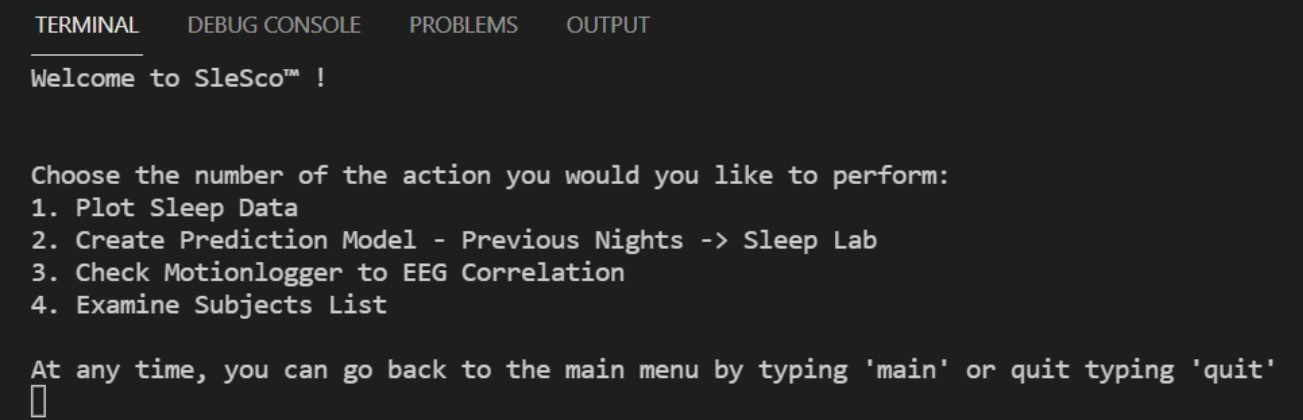 TERMINAL DEBUG CONSOLE PROBLEMS OUTPUT
Welcome to SleSco™ !
Choose the number of the action you would you like to perform:
1. Plot Sleep Data
2. Create Prediction Model - Previous Nights -> Sleep Lab
3. Check Motionlogger to EEG Correlation
4. Examine Subjects List
At any time, you can go back to the main menu by typing 'main' or quit typing 'quit'